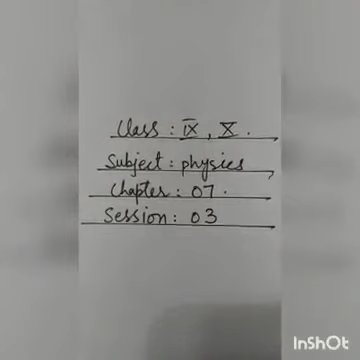 Class : IX , X .
Subject : physics
Chapter : 07 .
Session : 03
InShOt